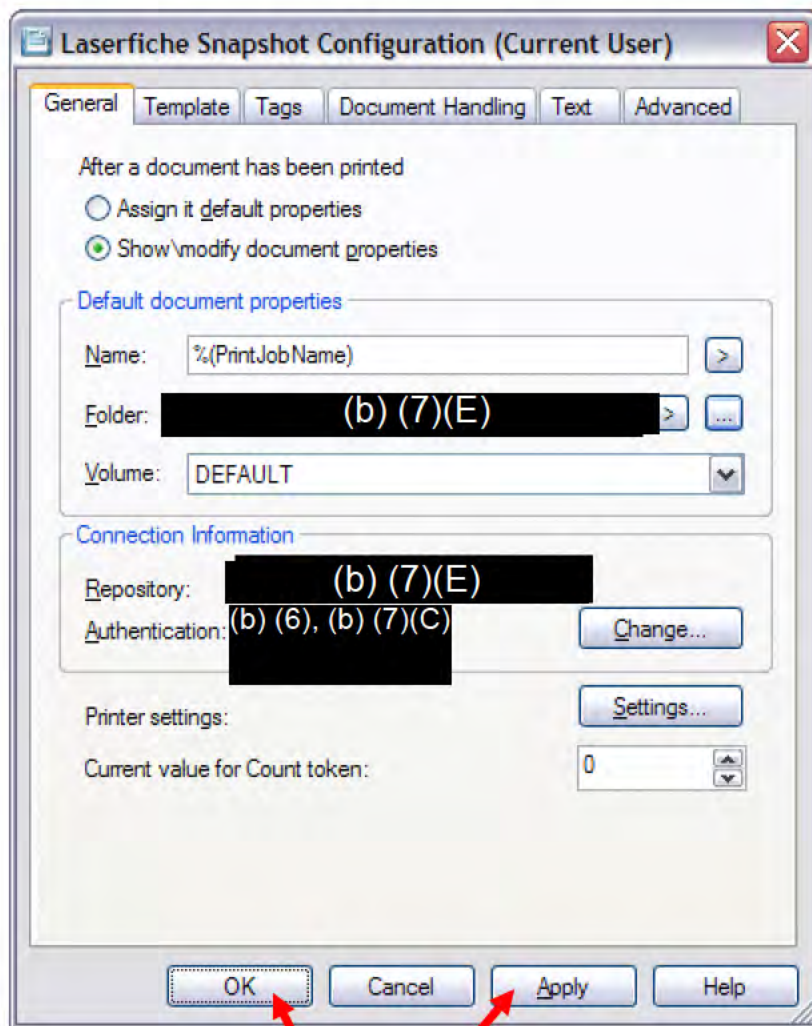 Laserfiche Snapshot Configuration (Current User)
General Template Tags Document Handling Text Advanced
After a document has been printed
Assign it default properties
Show\modify document properties
Default document properties
Name: %(PrintJobName) >
Folder: (b) (7)(E) > ...
Volume: DEFAULT
Connection Information
Repository: (b) (7)(E)
Authentication: (b) (6), (b) (7)(C) Change...
Printer settings: Settings...
Current value for Count token: 0
OK Cancel Apply Help